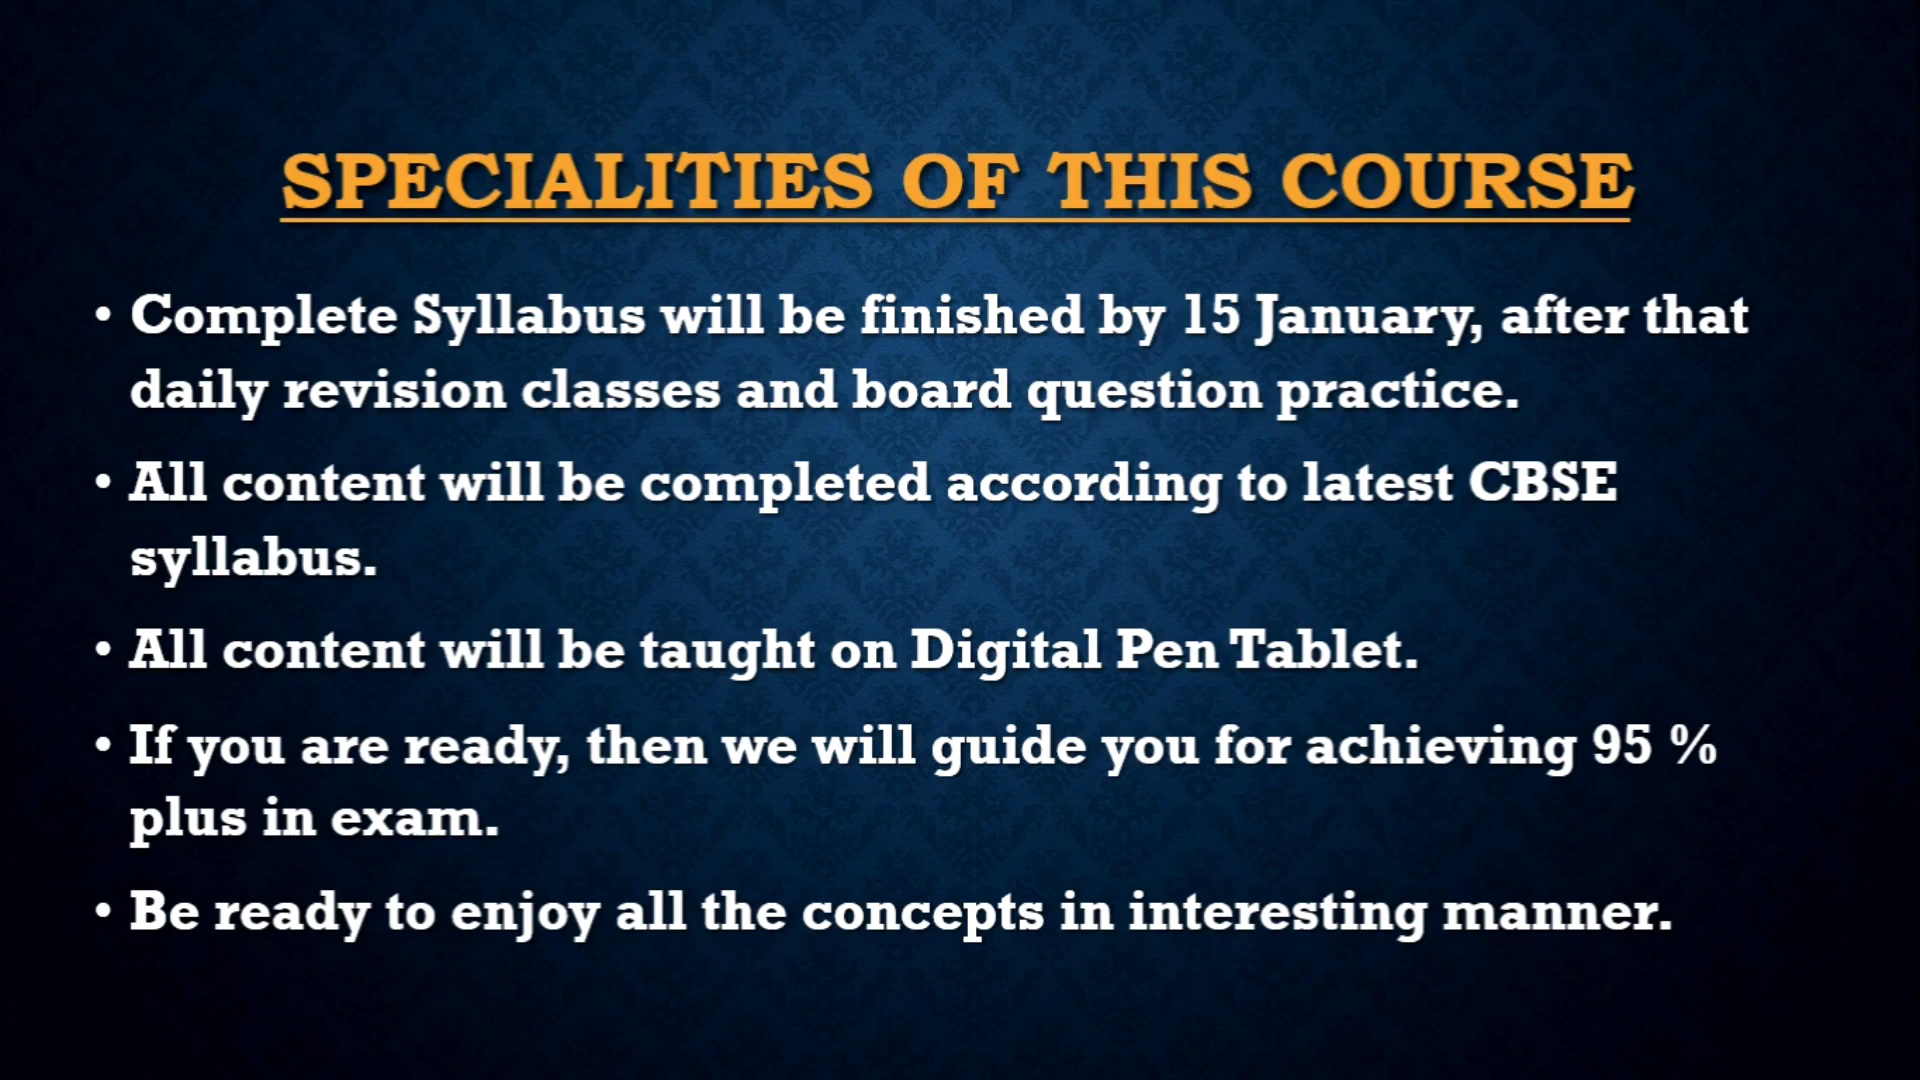 SPECIALITIES OF THIS COURSE
• Complete Syllabus will be finished by 15 January, after that
daily revision classes and board question practice.
• All content will be completed according to latest CBSE
syllabus.
• All content will be taught on Digital Pen Tablet.
• If you are ready, then we will guide you for achieving 95 %
plus in exam.
• Be ready to enjoy all the concepts in interesting manner.